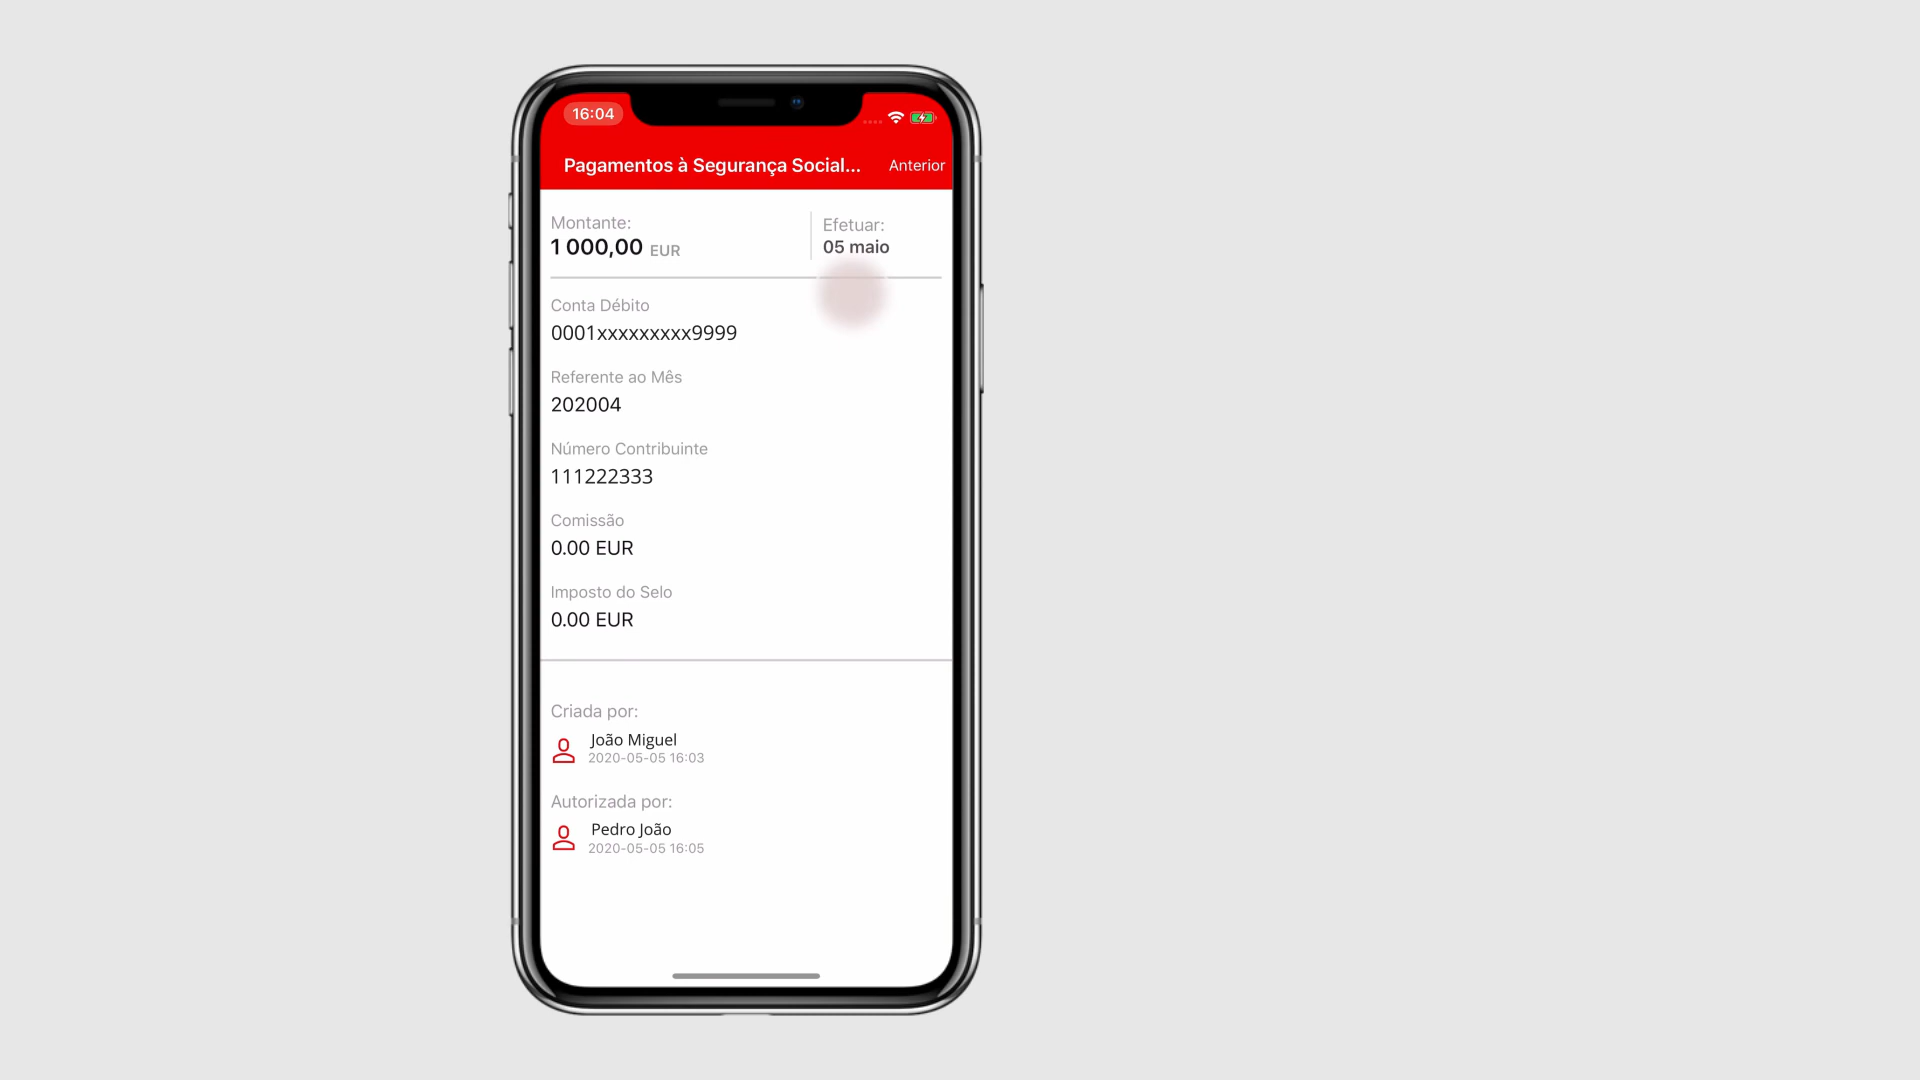 16:04
Pagamentos à Segurança Social...
Anterior
Montante:
1 000,00 EUR
Efetuar:
05 maio
Conta Débito
0001xxxxxxxxx9999
Referente ao Mês
202004
Número Contribuinte
111222333
Comissão
0.00 EUR
Imposto do Selo
0.00 EUR
Criada por:
João Miguel
2020-05-05 16:03
Autorizada por:
Pedro João
2020-05-05 16:05